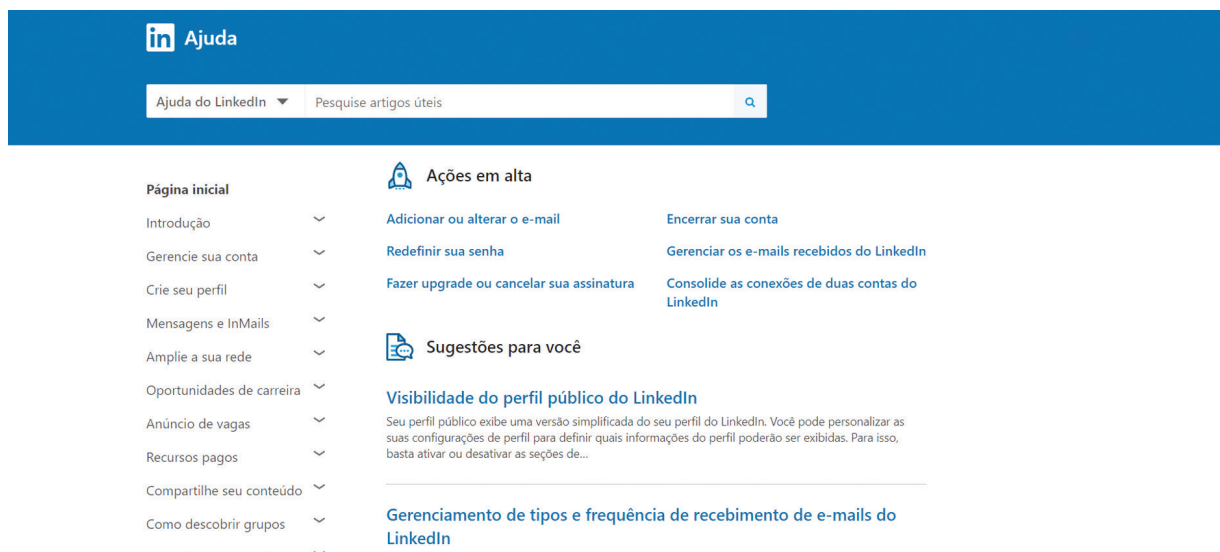 in Ajuda
Ajuda do LinkedIn Pesquise artigos úteis
Página inicial
Introdução
Gerencie sua conta
Crie seu perfil
Mensagens e InMails
Amplie a sua rede
Oportunidades de carreira
Anúncio de vagas
Recursos pagos
Compartilhe seu conteúdo
Como descobrir grupos
Ações em alta
Adicionar ou alterar o e-mail
Encerrar sua conta
Redefinir sua senha
Gerenciar os e-mails recebidos do LinkedIn
Fazer upgrade ou cancelar sua assinatura
Consolide as conexões de duas contas do
LinkedIn
Sugestões para você
Visibilidade do perfil público do LinkedIn
Seu perfil público exibe uma versão simplificada do seu perfil do LinkedIn. Você pode personalizar as
suas configurações de perfil para definir quais informações do perfil poderão ser exibidas. Para isso,
basta ativar ou desativar as seções de...
Gerenciamento de tipos e frequência de recebimento de e-mails do
LinkedIn